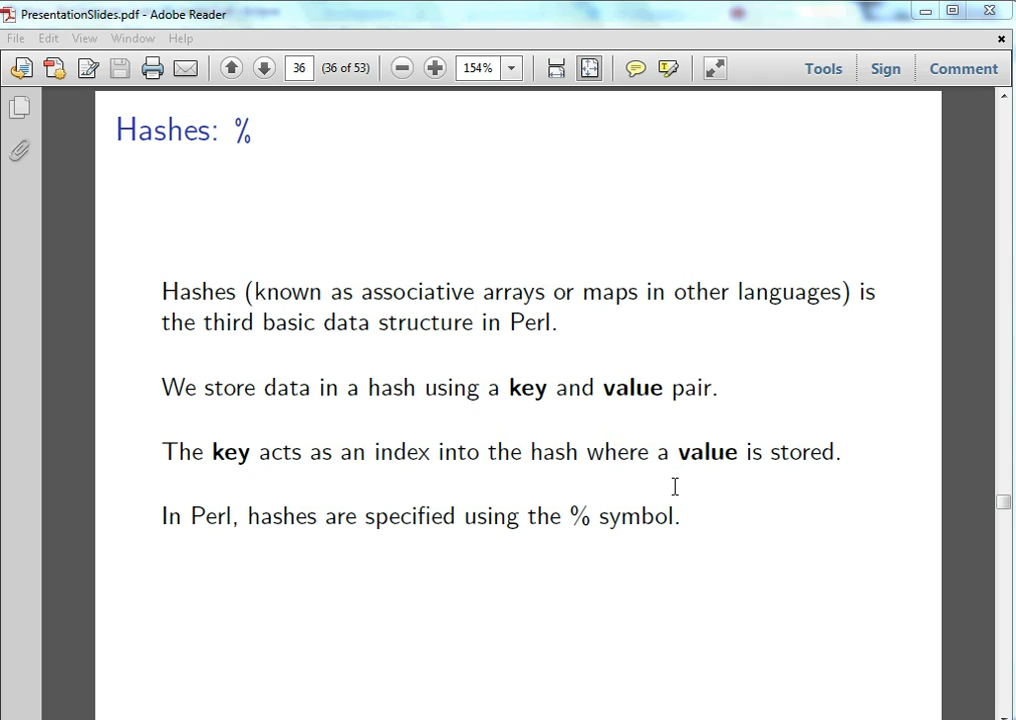 PresentationSlides.pdf - Adobe Reader
File Edit View Window Help
36 (36 of 53) 154% Tools Sign Comment
Hashes: %
Hashes (known as associative arrays or maps in other languages) is
the third basic data structure in Perl.
We store data in a hash using a key and value pair.
The key acts as an index into the hash where a value is stored.
In Perl, hashes are specified using the % symbol.